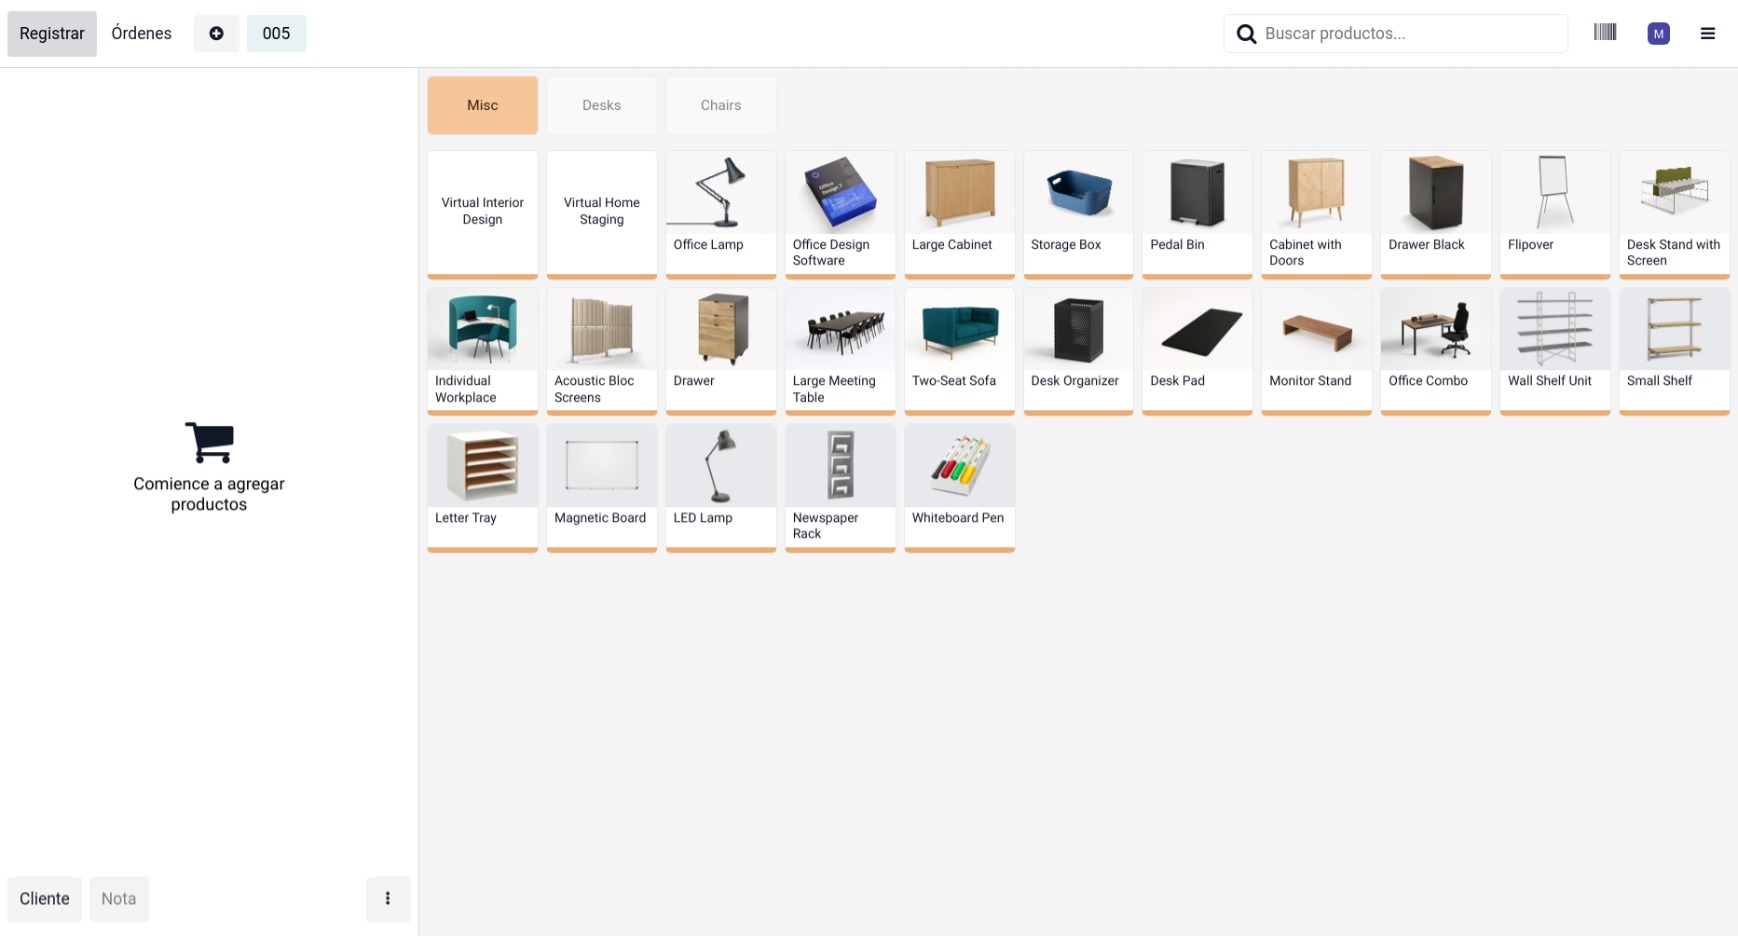 Registrar
Órdenes
005
Buscar productos...
M
Misc
Desks
Chairs
Virtual Interior
Design
Virtual Home
Staging
Office Lamp
Office
Design 7
Office Design
Software
Large Cabinet
Storage Box
Pedal Bin
Cabinet with
Doors
Drawer Black
Flipover
Desk Stand with
Screen
Individual
Workplace
Acoustic Bloc
Screens
Drawer
Large Meeting
Table
Two-Seat Sofa
Desk Organizer
Desk Pad
Monitor Stand
Office Combo
Wall Shelf Unit
Small Shelf
Letter Tray
Magnetic Board
LED Lamp
Newspaper
Rack
Whiteboard Pen
Comience a agregar
productos
Cliente
Nota